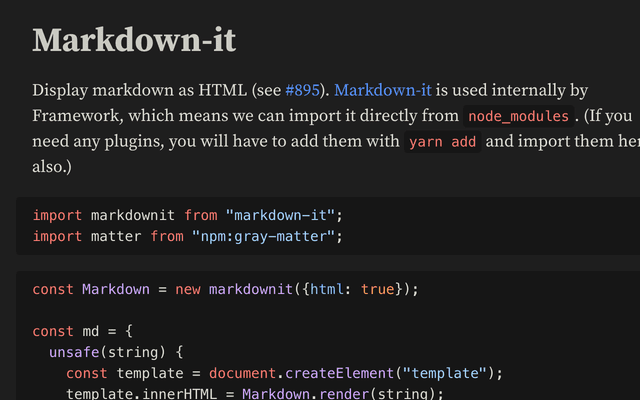 Markdown-it
Display markdown as HTML (see #895). Markdown-it is used internally by
Framework, which means we can import it directly from node_modules . (If you
need any plugins, you will have to add them with yarn add and import them
also.)
import markdownit from "markdown-it";
import matter from "npm:gray-matter";
const Markdown = new markdownit({html: true});
const md = {
  unsafe(string) {
    const template = document.createElement("template");
    template.innerHTML = Markdown.render(string);